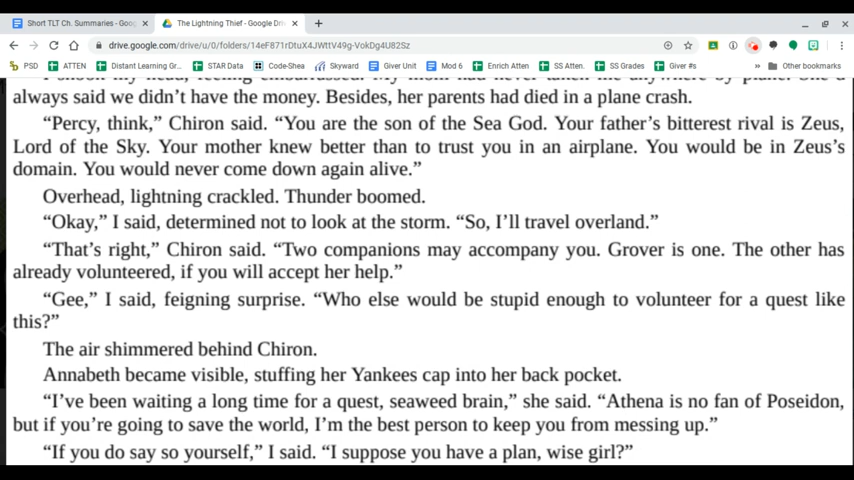 Short TLT Ch. Summaries - Goog
The Lightning Thief - Google Dri
drive.google.com/drive/u/0/folders/14eF871rDtuX4JWttV49g-VokDg4U82Sz
PSD ATTEN Distant Learning Gr... STAR Data Code-Shea Skyward Giver Unit Mod 6 Enrich Atten SS Atten. SS Grades Giver #s » Other bookmarks
always said we didn’t have the money. Besides, her parents had died in a plane crash.
“Percy, think,” Chiron said. “You are the son of the Sea God. Your father’s bitterest rival is Zeus,
Lord of the Sky. Your mother knew better than to trust you in an airplane. You would be in Zeus’s
domain. You would never come down again alive.”
Overhead, lightning crackled. Thunder boomed.
“Okay,” I said, determined not to look at the storm. “So, I’ll travel overland.”
“That’s right,” Chiron said. “Two companions may accompany you. Grover is one. The other has
already volunteered, if you will accept her help.”
“Gee,” I said, feigning surprise. “Who else would be stupid enough to volunteer for a quest like
this?”
The air shimmered behind Chiron.
Annabeth became visible, stuffing her Yankees cap into her back pocket.
“I’ve been waiting a long time for a quest, seaweed brain,” she said. “Athena is no fan of Poseidon,
but if you’re going to save the world, I’m the best person to keep you from messing up.”
“If you do say so yourself,” I said. “I suppose you have a plan, wise girl?”